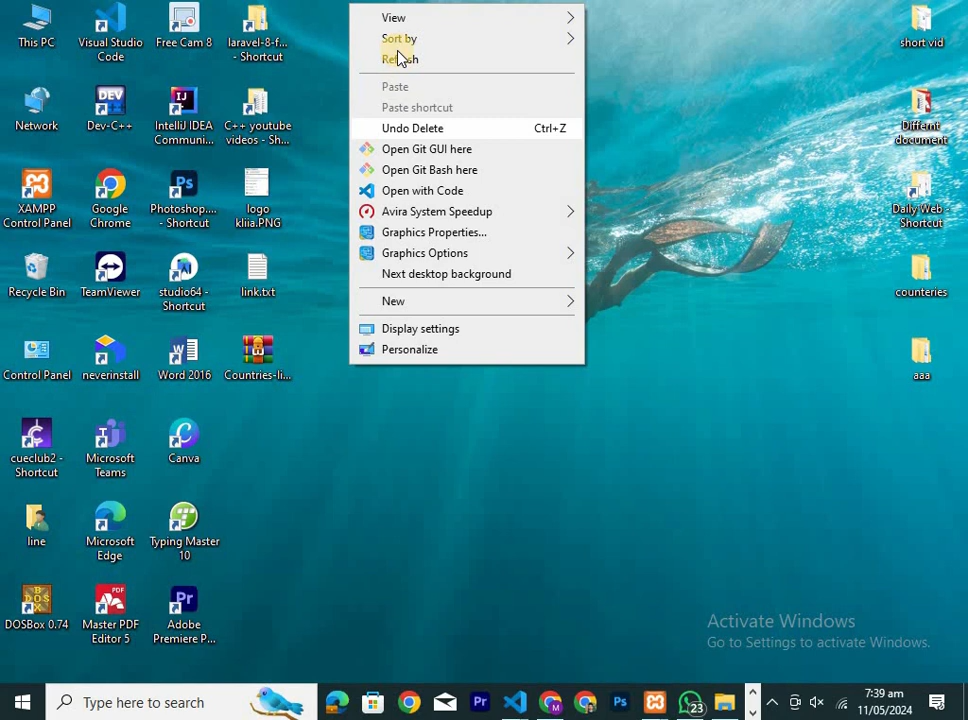 This PC
Visual Studio
Code
Free Cam 8
laravel-8-f...
- Shortcut
Network
Dev-C++
IntelliJ IDEA
Communi...
C++ youtube
videos - Sh...
XAMPP
Control Panel
Google
Chrome
Photoshop....
- Shortcut
logo
kliia.PNG
Recycle Bin
TeamViewer
studio64 -
Shortcut
link.txt
Control Panel
neverinstall
Word 2016
Countries-li...
cueclub2 -
Shortcut
Microsoft
Teams
Canva
line
Microsoft
Edge
Typing Master
10
DOSBox 0.74
Master PDF
Editor 5
Adobe
Premiere P...
View
Sort by
Refresh
Paste
Paste shortcut
Undo Delete Ctrl+Z
Open Git GUI here
Open Git Bash here
Open with Code
Avira System Speedup
Graphics Properties...
Graphics Options
Next desktop background
New
Display settings
Personalize
short vid
Differnt
document
Daily Web -
Shortcut
counteries
aaa
Activate Windows
Go to Settings to activate Windows.
Type here to search
23
7:39 am
11/05/2024